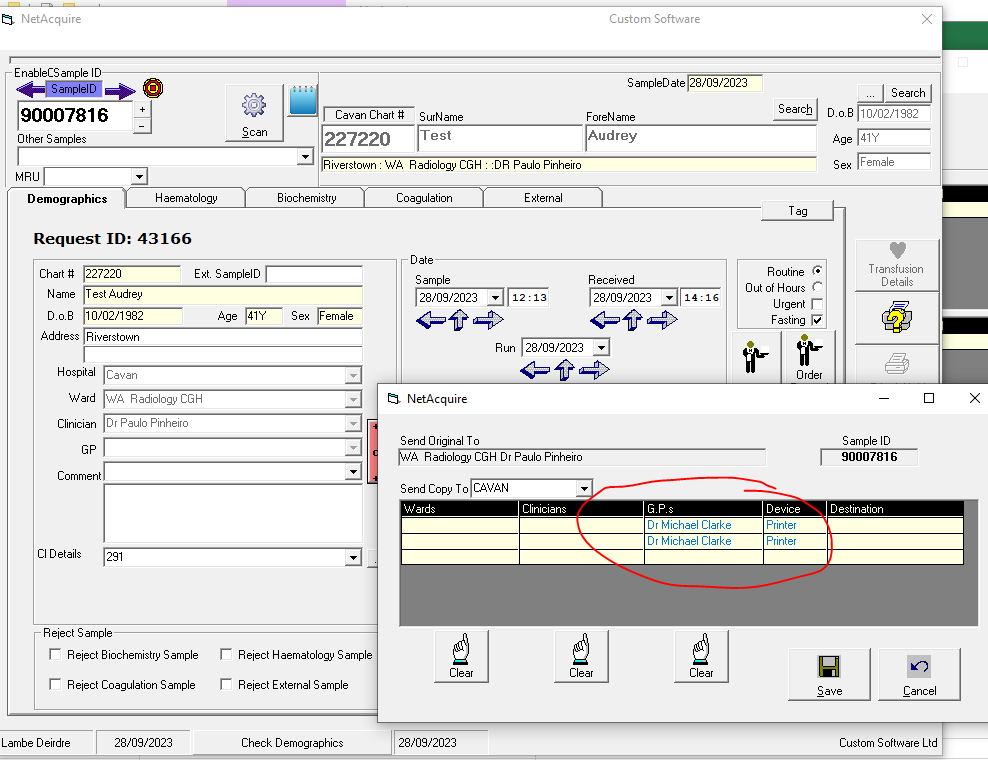 NetAcquire
Custom Software
EnableCSample ID
SampleID
90007816
+
-
Scan
Other Samples
MRU
SampleDate 28/09/2023
Cavan Chart # SurName ForeName Search
227220 Test Audrey
Riverstown : WA Radiology CGH : :DR Paulo Pinheiro
... Search
D.o.B 10/02/1982
Age 41Y
Sex Female
Demographics Haematology Biochemistry Coagulation External
Tag
Request ID: 43166
Chart # 227220 Ext. SampleID
Name Test Audrey
D.o.B 10/02/1982 Age 41Y Sex Female
Address Riverstown
Hospital Cavan
Ward WA Radiology CGH
Clinician Dr Paulo Pinheiro
GP
Comment
Cl Details 291
Date
Sample Received
28/09/2023 12:13 28/09/2023 14:16
Run 28/09/2023
Routine
Out of Hours
Urgent
Fasting
Order
Transfusion
Details
Reject Sample
Reject Biochemistry Sample Reject Haematology Sample
Reject Coagulation Sample Reject External Sample
NetAcquire
Send Original To
WA Radiology CGH Dr Paulo Pinheiro
Sample ID
90007816
Send Copy To CAVAN
Wards Clinicians G.P.s Device Destination
Dr Michael Clarke Printer
Dr Michael Clarke Printer
Clear Clear Clear
Save Cancel
Lambe Deirdre 28/09/2023 Check Demographics 28/09/2023 Custom Software Ltd